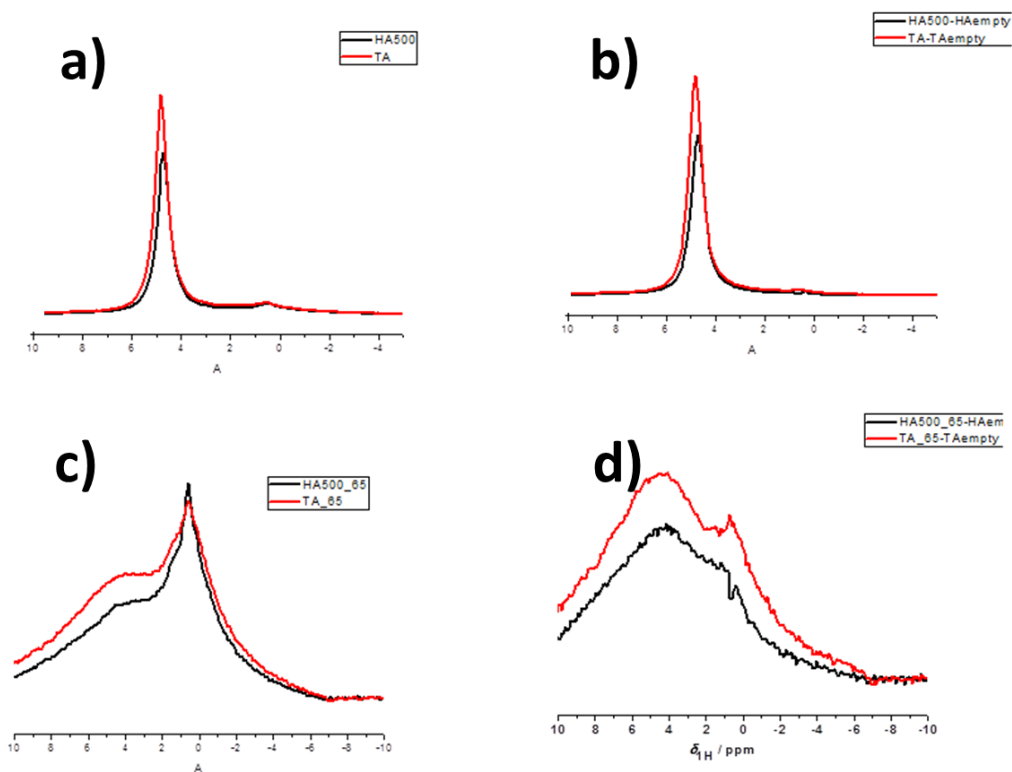 a)
HA500
TA
10 8 6 4 2 0 -2 -4
A
b)
HA500-HAempty
TA-TAempty
10 8 6 4 2 0 -2 -4
A
c)
HA500_65
TA_65
10 8 6 4 2 0 -2 -4 -6 -8 -10
A
d)
HA500_65-HAem
TA_65-TAempty
10 8 6 4 2 0 -2 -4 -6 -8 -10
δ1H / ppm